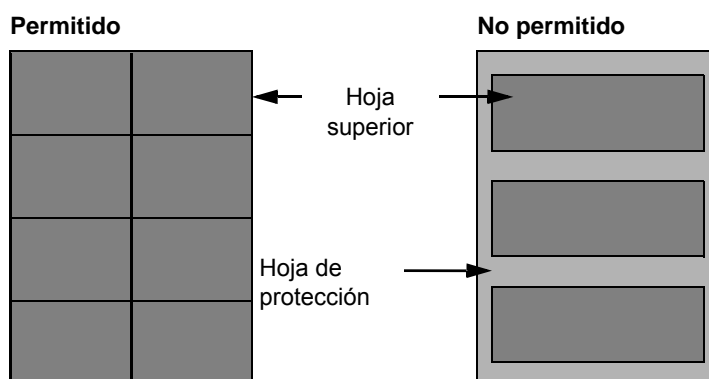 Permitido
No permitido
Hoja
superior
Hoja de
protección